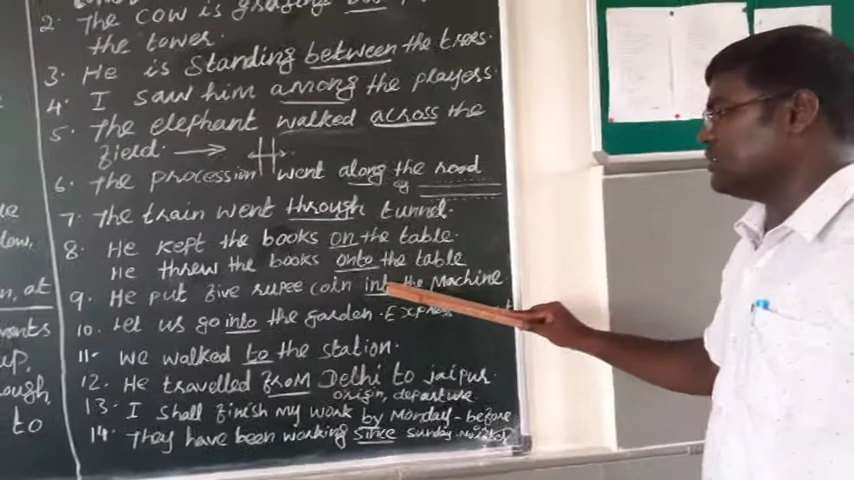 2. The cow is grazing
the tower.
3. He is standing between the trees.
4. I saw him among the players.
5. The elephant walked across the
field.
6. The procession went along the road
7. The train went through tunnel.
8. He kept the books on the table.
He threw the books onto the table.
9. He put five rupee coin into the Machine
10. Let us go into the garden.
11. We walked to the station.
12. He travelled from Delhi to Jaipur.
origin, departure.
13. I shall finish my work by Monday - before
14. They have been working since Sunday.
at
wents
up,
ough
to